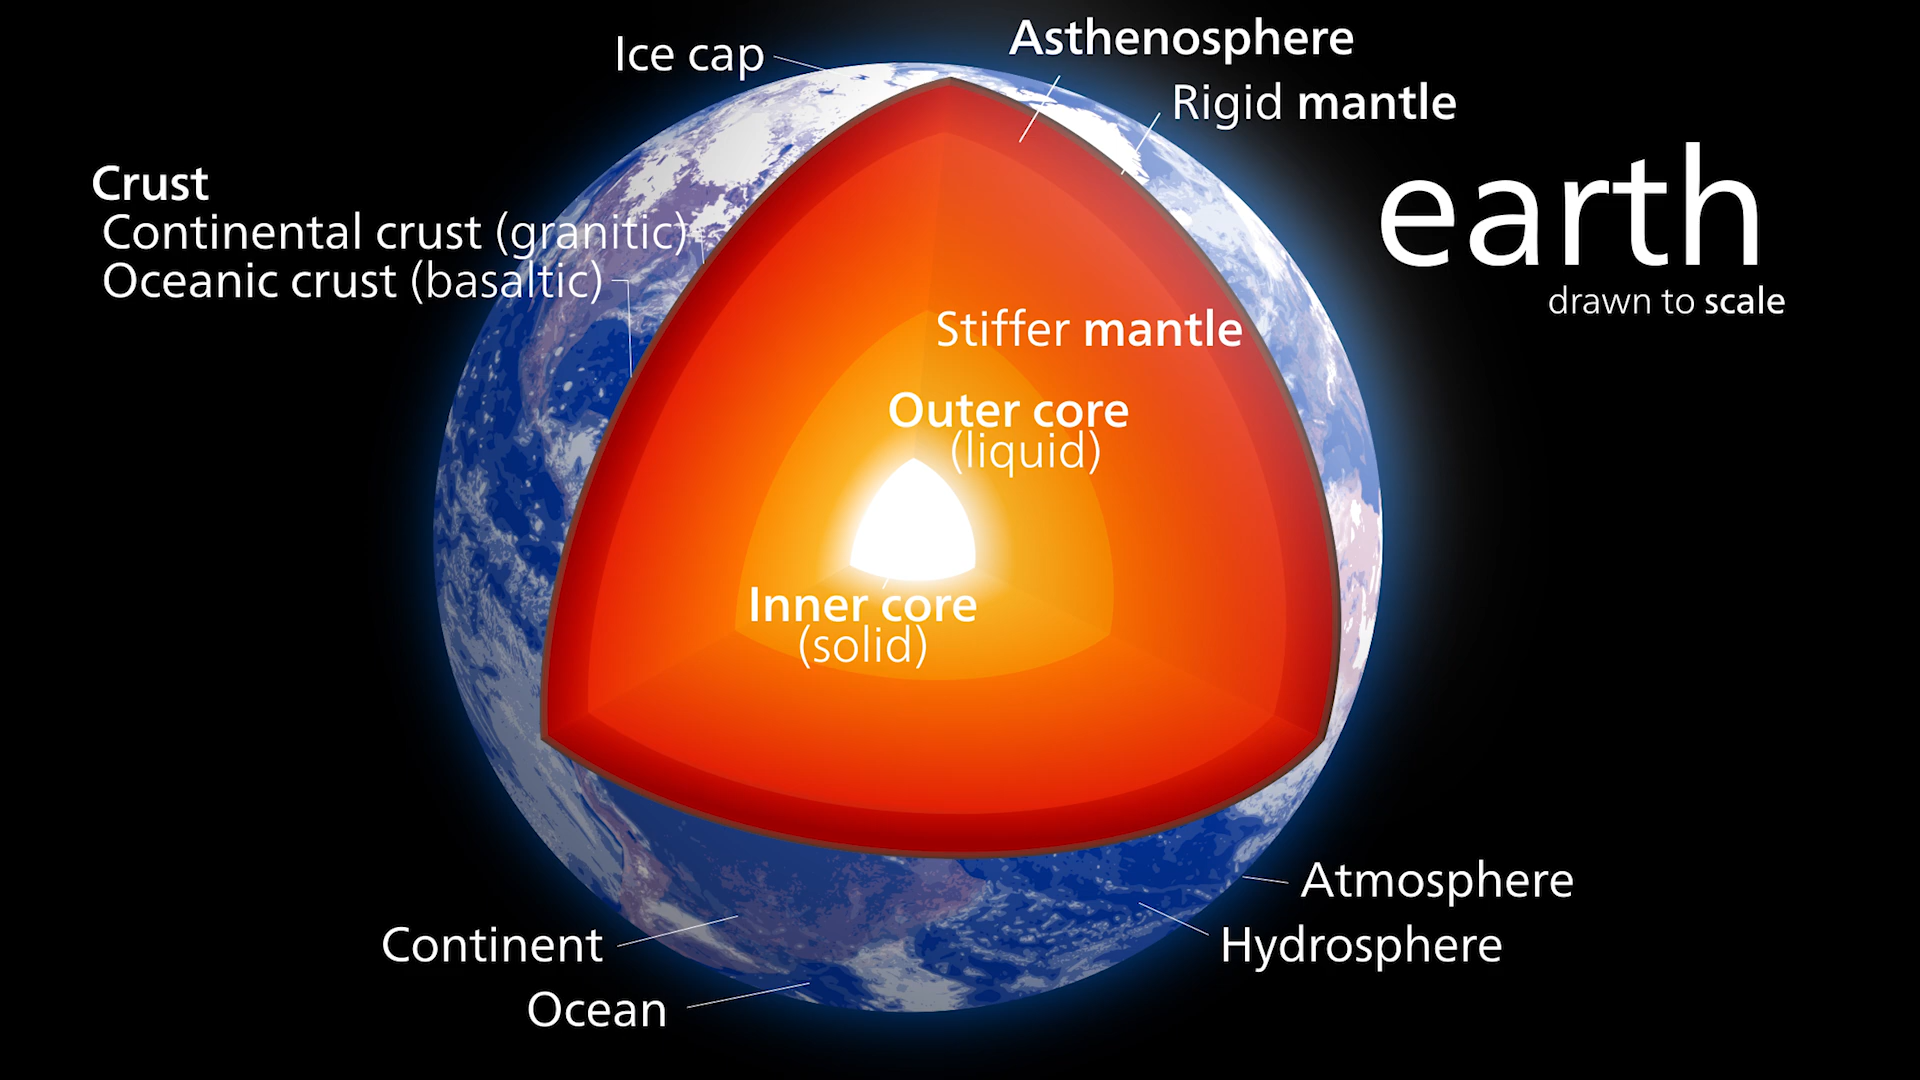 Ice cap
Asthenosphere
Rigid mantle
earth
drawn to scale
Crust
Continental crust (granitic)
Oceanic crust (basaltic)
Stiffer mantle
Outer core
(liquid)
Inner core
(solid)
Atmosphere
Hydrosphere
Continent
Ocean